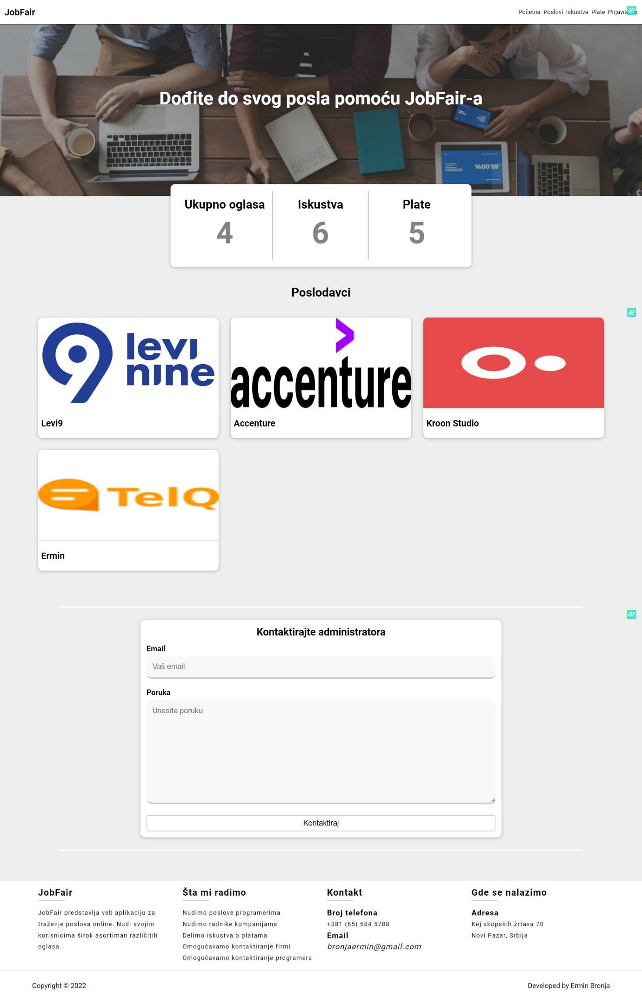 JobFair
Početna Poslovi Iskustva Plate Prijavite
Dođite do svog posla pomoću JobFair-a
85.00%
Ukupno oglasa
4
Iskustva
6
Plate
5
Poslodavci
æ
levi
nine
Levi9
accenture
Accenture
Kroon Studio
TelQ
Ermin
æ
Kontaktirajte administratora
Email
Vaš email
Poruka
Unesite poruku
Kontaktiraj
JobFair
JobFair predstavlja veb aplikaciju za
traženje poslova online. Nudi svojim
korisnicima širok asortiman različitih
oglasa.
Šta mi radimo
Nudimo poslove programerima
Nudimo radnike kompanijama
Delimo iskustva o platama
Omogućavamo kontaktiranje firmi
Omogućavamo kontaktiranje programera
Kontakt
Broj telefona
+381 (65) 684 5788
Email
bronjaermin@gmail.com
Gde se nalazimo
Adresa
Kej skopskih žrtava 70
Novi Pazar, Srbija
Copyright © 2022
Developed by Ermin Bronja